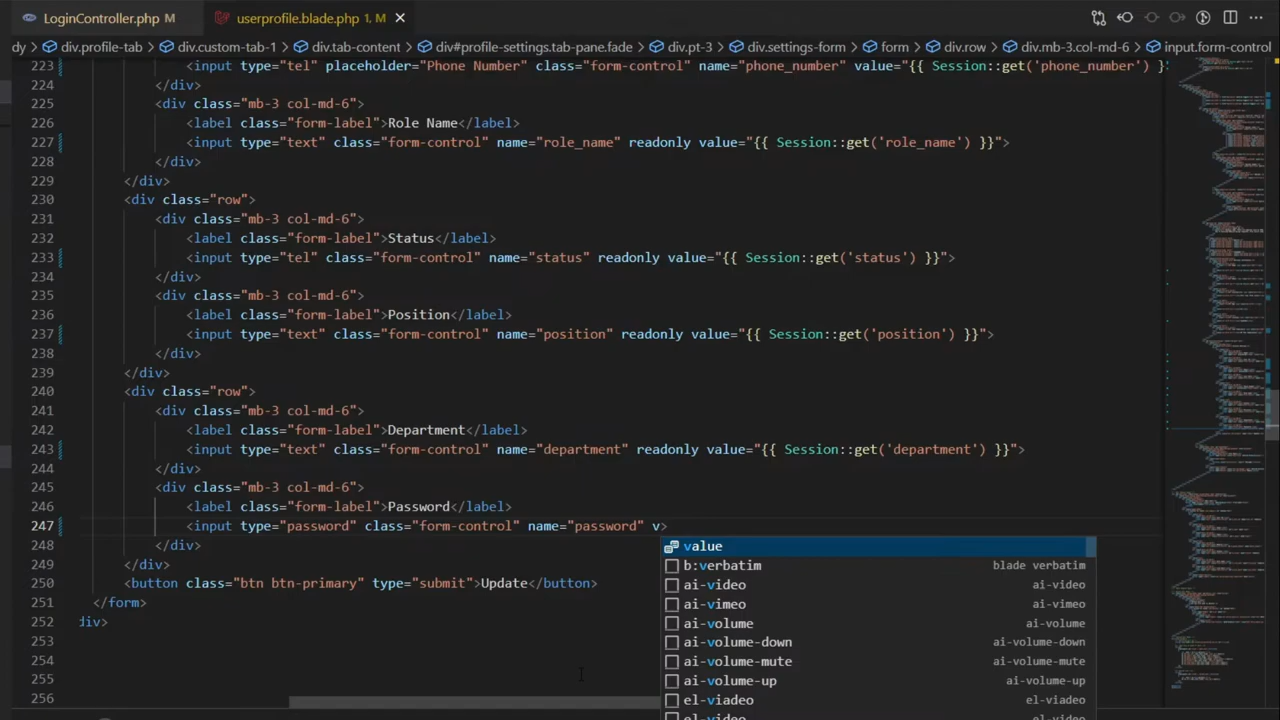 LoginController.php M
userprofile.blade.php 1, M
dy > div.profile-tab > div.custom-tab-1 > div.tab-content > div#profile-settings.tab-pane.fade > div.pt-3 > div.settings-form > form > div.row > div.mb-3.col-md-6 > input.form-control
223 <input type="tel" placeholder="Phone Number" class="form-control" name="phone_number" value="{{ Session::get('phone_number') }
224 </div>
225 <div class="mb-3 col-md-6">
226 <label class="form-label">Role Name</label>
227 <input type="text" class="form-control" name="role_name" readonly value="{{ Session::get('role_name') }}">
228 </div>
229 </div>
230 <div class="row">
231 <div class="mb-3 col-md-6">
232 <label class="form-label">Status</label>
233 <input type="tel" class="form-control" name="status" readonly value="{{ Session::get('status') }}">
234 </div>
235 <div class="mb-3 col-md-6">
236 <label class="form-label">Position</label>
237 <input type="text" class="form-control" name="position" readonly value="{{ Session::get('position') }}">
238 </div>
239 </div>
240 <div class="row">
241 <div class="mb-3 col-md-6">
242 <label class="form-label">Department</label>
243 <input type="text" class="form-control" name="department" readonly value="{{ Session::get('department') }}">
244 </div>
245 <div class="mb-3 col-md-6">
246 <label class="form-label">Password</label>
247 <input type="password" class="form-control" name="password" v>
248 </div>
value
249 </div>
b:verbatim blade verbatim
250 <button class="btn btn-primary" type="submit">Update</button>
ai-video ai-video
251 </form>
ai-vimeo ai-vimeo
252 div>
ai-volume ai-volume
253
ai-volume-down ai-volume-down
254
ai-volume-mute ai-volume-mute
255
ai-volume-up ai-volume-up
256
el-viadeo el-viadeo
el-video el-video